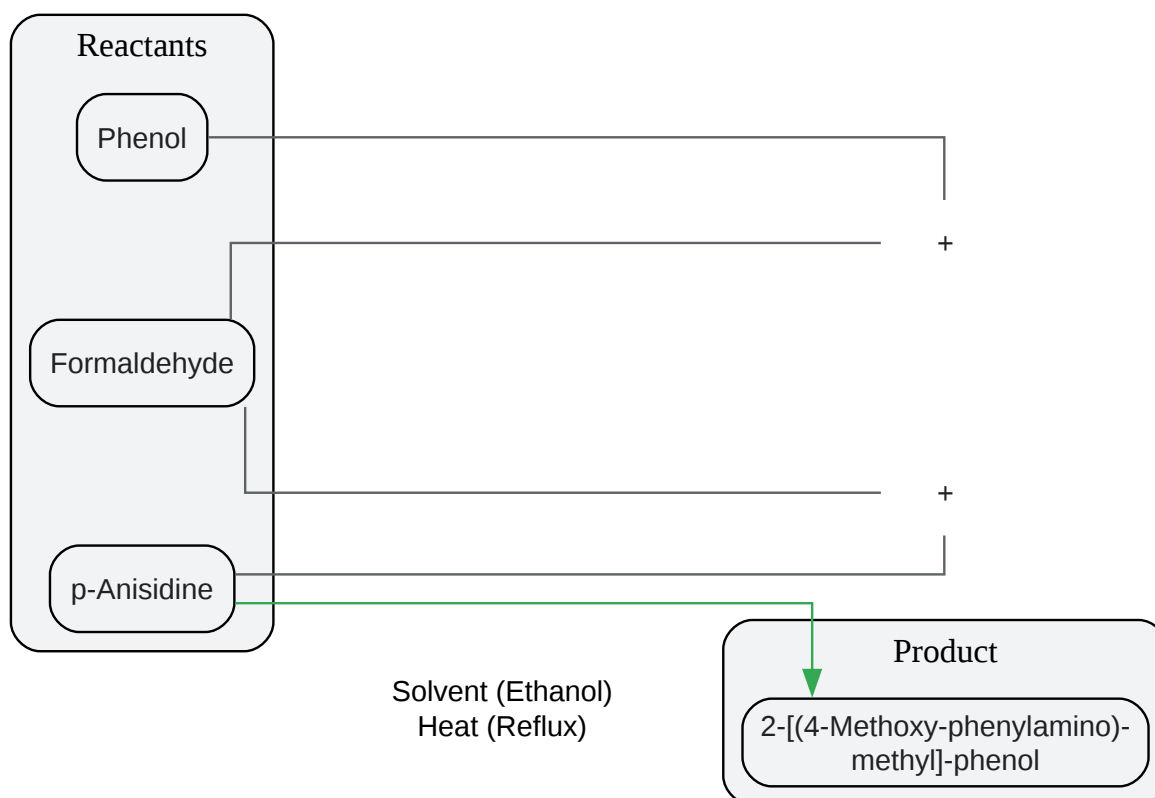 Reactants
Phenol
+
Formaldehyde
+
p-Anisidine
Solvent (Ethanol)
Heat (Reflux)
Product
2-[(4-Methoxy-phenylamino)-
methyl]-phenol